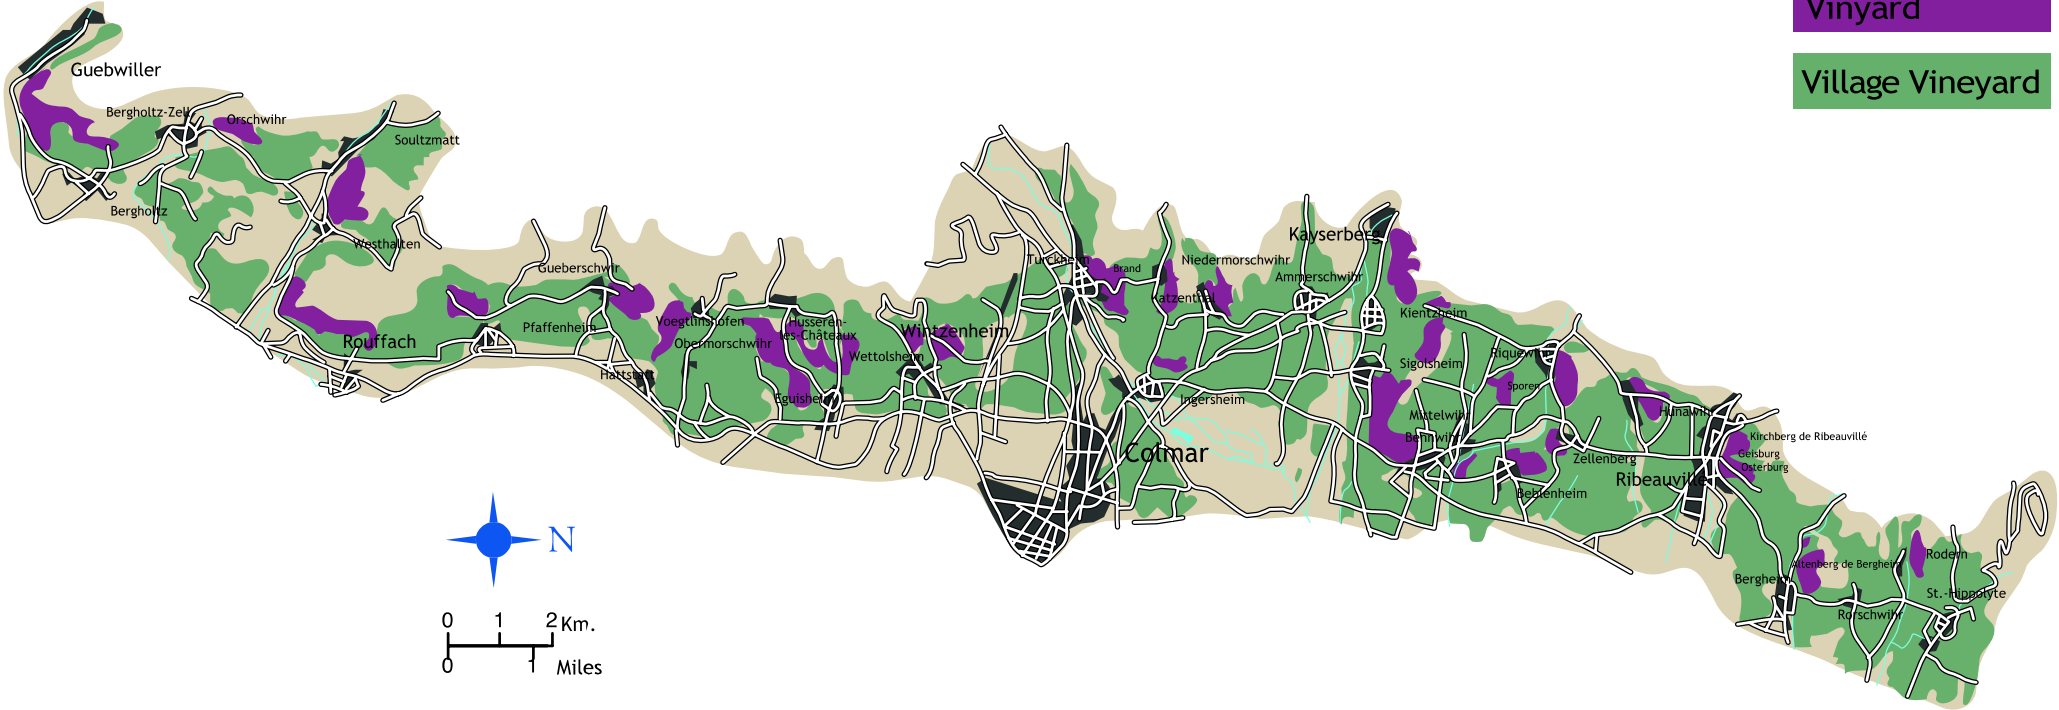 Vinyard
Village Vineyard
Guebwiller
Bergholtz-Zell
Orschwihr
Soultzmatt
Bergholtz
Westhalten
Rouffach
Gueberschwir
Pfaffenheim
Hattstatt
Voegtlinshofen
Obermorschwihr
Husseren-
les-Châteaux
Eguisheim
Wettolsheim
Wintzenheim
Turckheim
Brand
Niedermorschwihr
Katzenthal
Ammerschwihr
Kayserberg
Kientzheim
Sigolsheim
Ingersheim
Colmar
Riquewihr
Sporen
Mittelwihr
Bennwihr
Hunawihr
Zellenberg
Beblenheim
Ribeauville
Kirchberg de Ribeauvillé
Geisburg
Osterburg
Bergheim
Altenberg de Bergheim
Rodern
Rorschwihr
St.-Hippolyte
N
0 1 2 Km.
0 1 Miles